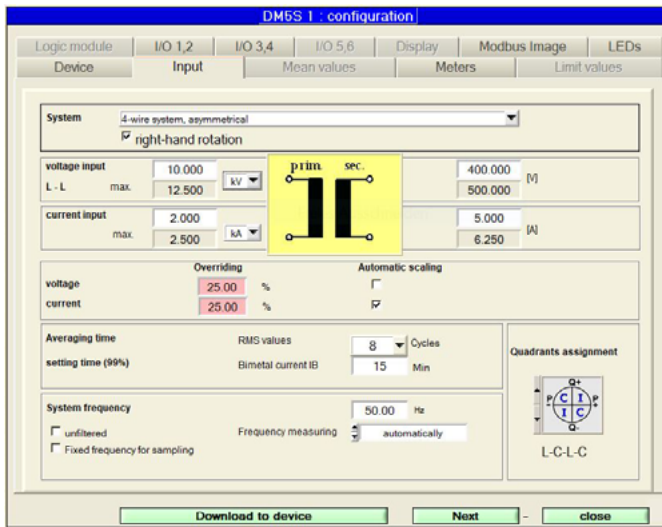 DM5S 1 : configuration
Logic module I/O 1,2 I/O 3,4 I/O 5,6 Display Modbus Image LEDs
Device Input Mean values Meters Limit values
System 4-wire system, asymmetrical
right-hand rotation
voltage input 10.000 kV prim. sec. 400.000 [V]
L - L max. 12.500 500.000
current input 2.000 kA 5.000 [A]
max. 2.500 6.250
Overriding Automatic scaling
voltage 25.00 %
current 25.00 %
Averaging time RMS values 8 Cycles
setting time (99%) Bimetal current IB 15 Min
Quadrants assignment
Q+
P- C I P+
I C
Q-
L-C-L-C
System frequency 50.00 Hz
unfiltered Frequency measuring automatically
Fixed frequency for sampling
Download to device Next - close